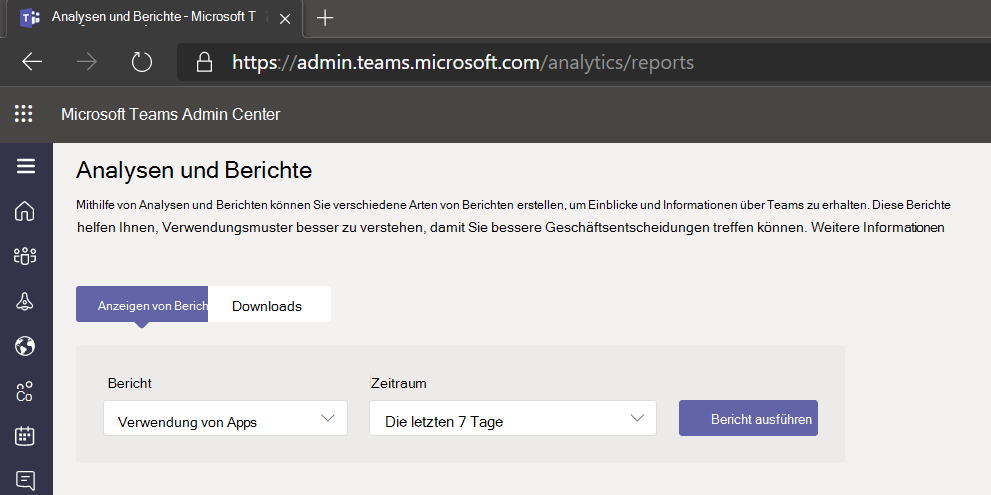 Analysen und Berichte - Microsoft T
https://admin.teams.microsoft.com/analytics/reports
Microsoft Teams Admin Center
Analysen und Berichte
Mithilfe von Analysen und Berichten können Sie verschiedene Arten von Berichten erstellen, um Einblicke und Informationen über Teams zu erhalten. Diese Berichte
helfen Ihnen, Verwendungsmuster besser zu verstehen, damit Sie bessere Geschäftsentscheidungen treffen können. Weitere Informationen
Anzeigen von Berich Downloads
Bericht Zeitraum
Verwendung von Apps Die letzten 7 Tage Bericht ausführen
Co